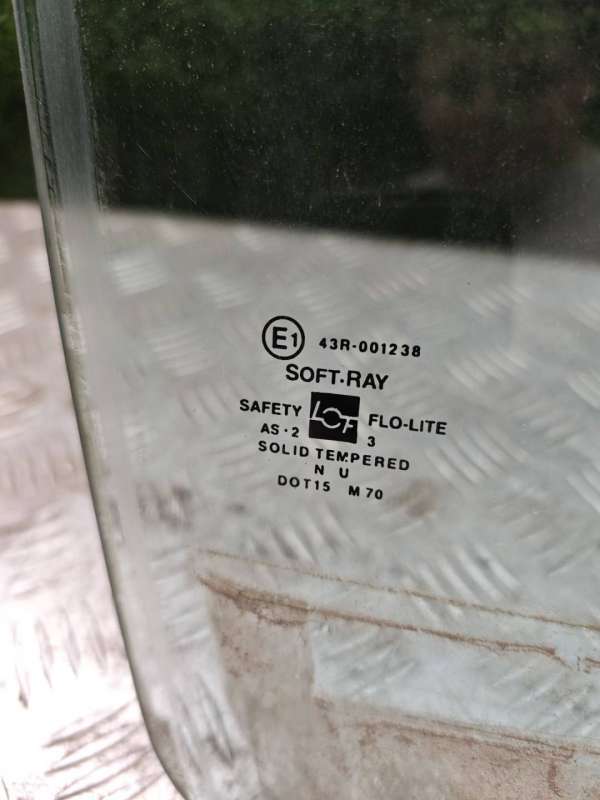 E1 43R-001238
SOFT-RAY
SAFETY LOF FLO-LITE
AS-2 3
SOLID TEMPERED
N U
DOT15 M70